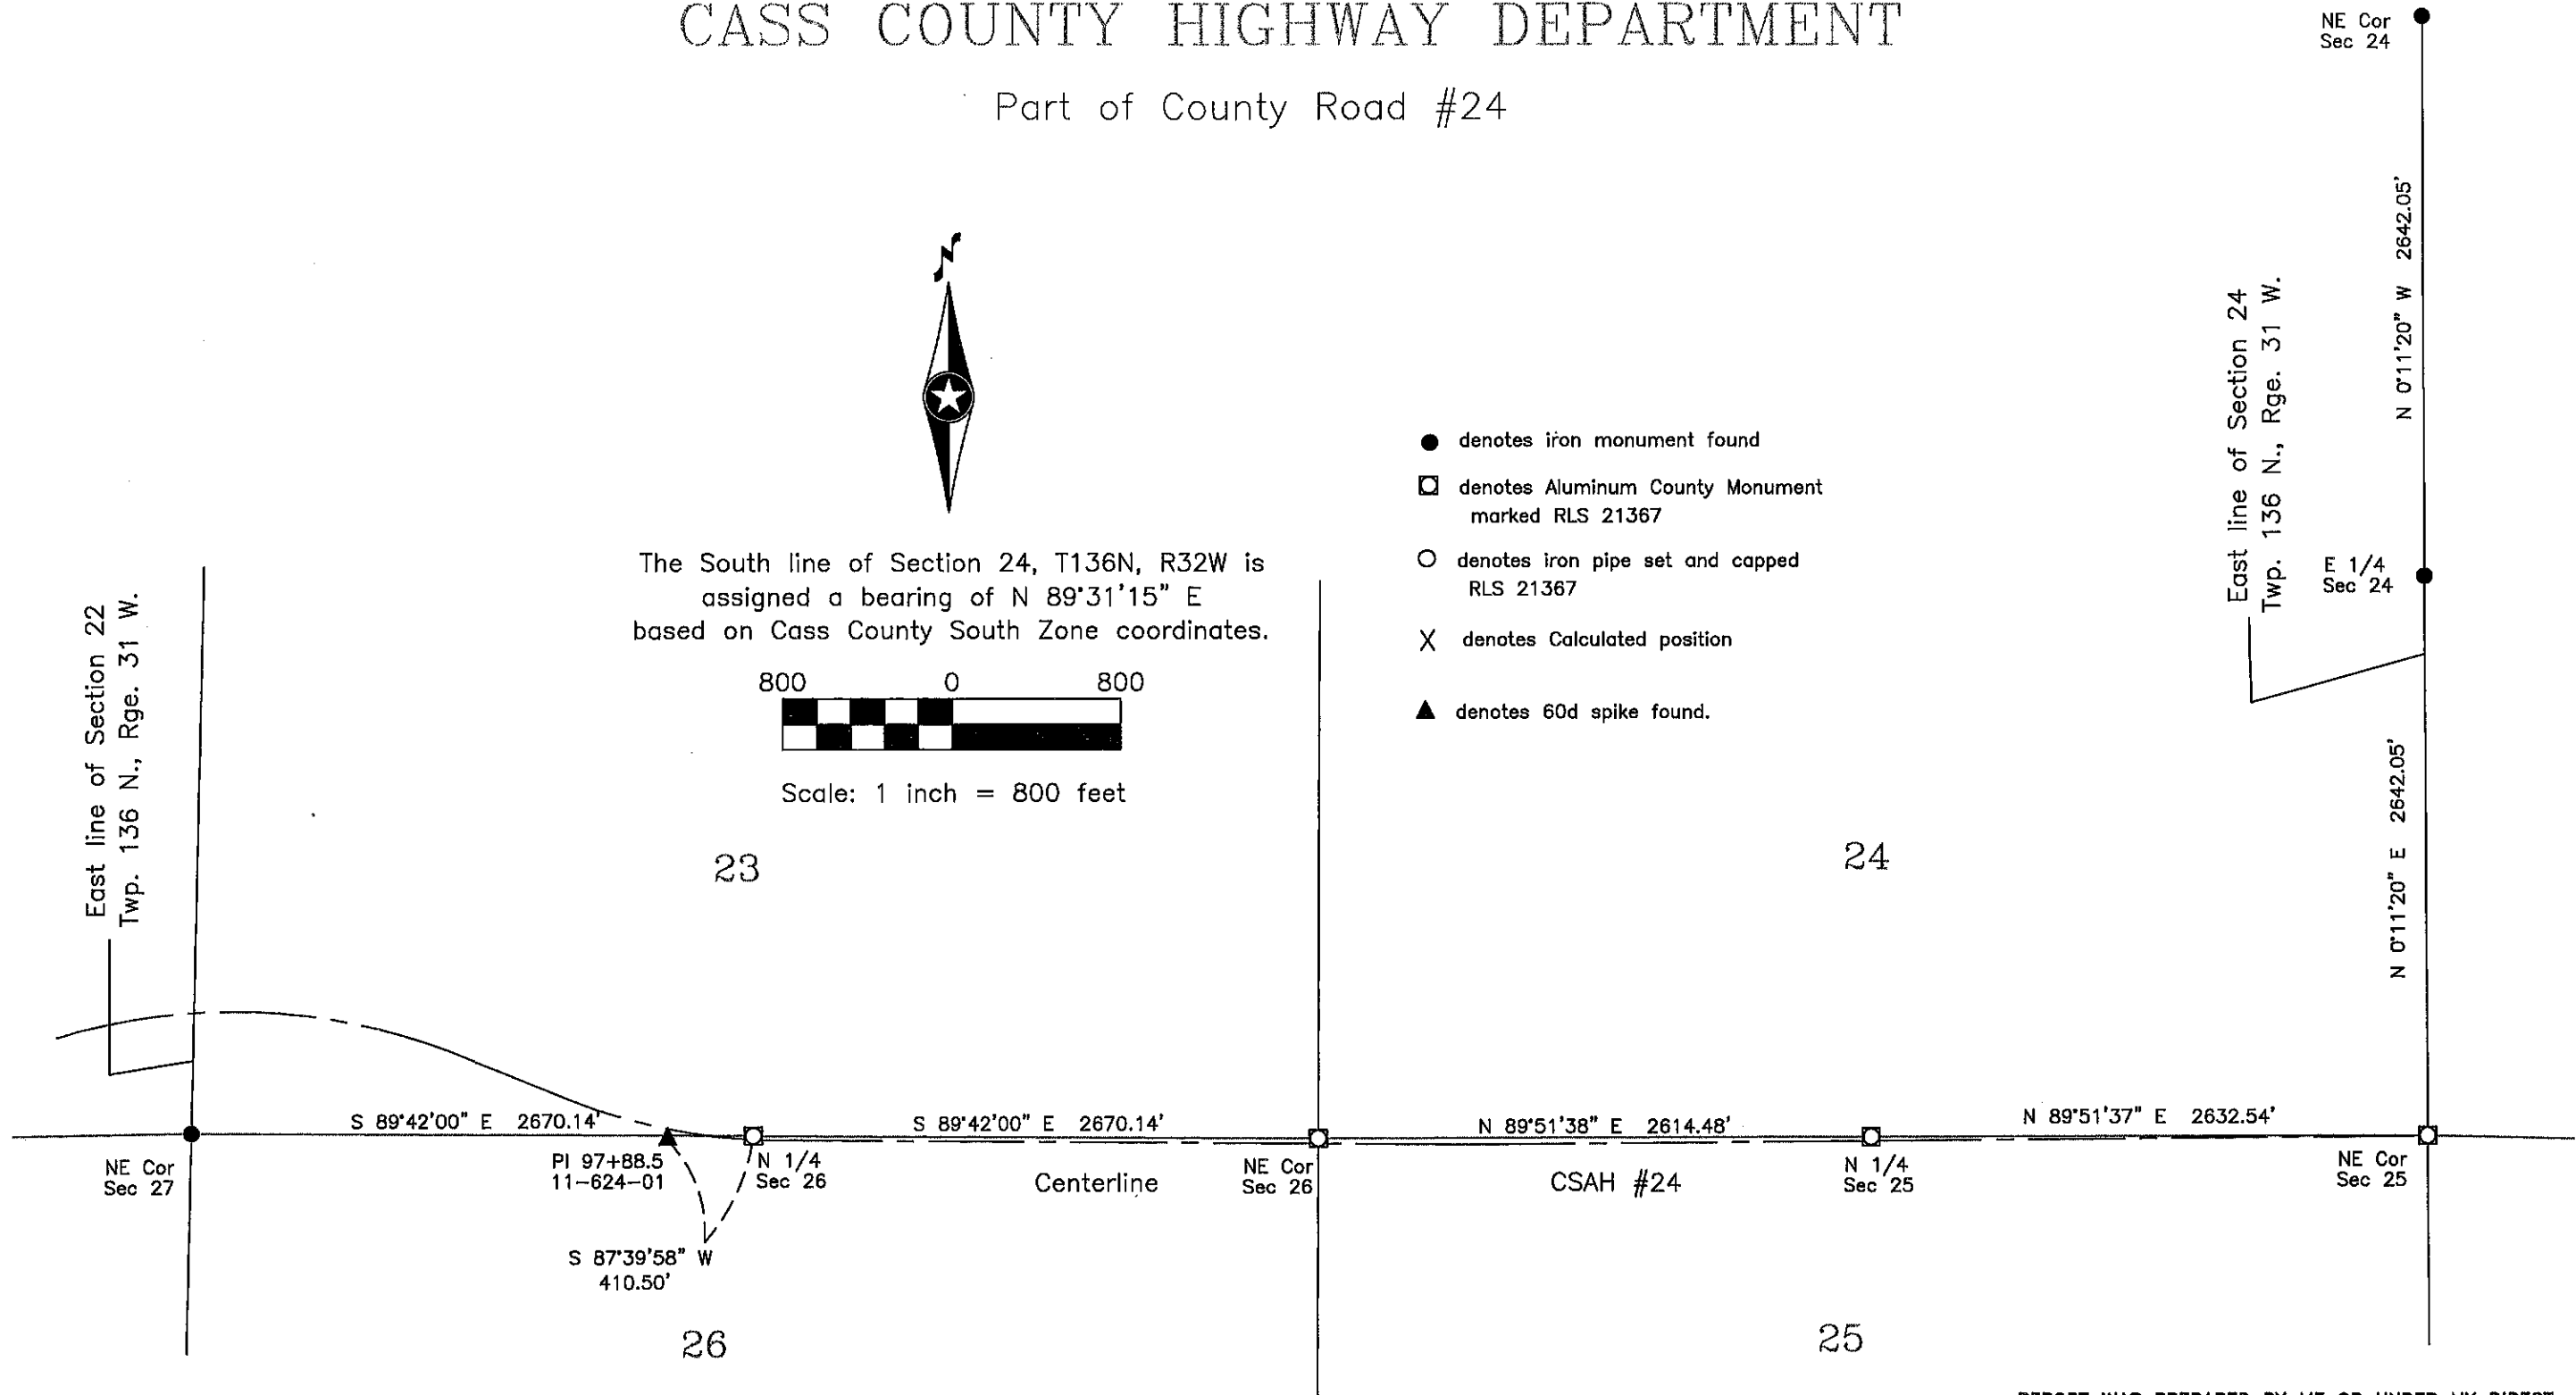 CASS COUNTY HIGHWAY DEPARTMENT
Part of County Road #24
NE Cor
Sec 24
N 0°11'20" W 2642.05'
East line of Section 24
Twp. 136 N., Rge. 31 W.
E 1/4
Sec 24
N 0°11'20" E 2642.05'
N
denotes iron monument found
denotes Aluminum County Monument
marked RLS 21367
denotes iron pipe set and capped
RLS 21367
X denotes Calculated position
denotes 60d spike found.
The South line of Section 24, T136N, R32W is
assigned a bearing of N 89°31'15" E
based on Cass County South Zone coordinates.
800 0 800
Scale: 1 inch = 800 feet
East line of Section 22
Twp. 136 N., Rge. 31 W.
23
24
S 89°42'00" E 2670.14'
S 89°42'00" E 2670.14'
N 89°51'38" E 2614.48'
N 89°51'37" E 2632.54'
NE Cor
Sec 27
PI 97+88.5
11-624-01
N 1/4
Sec 26
Centerline
NE Cor
Sec 26
CSAH #24
N 1/4
Sec 25
NE Cor
Sec 25
S 87°39'58" W
410.50'
26
25